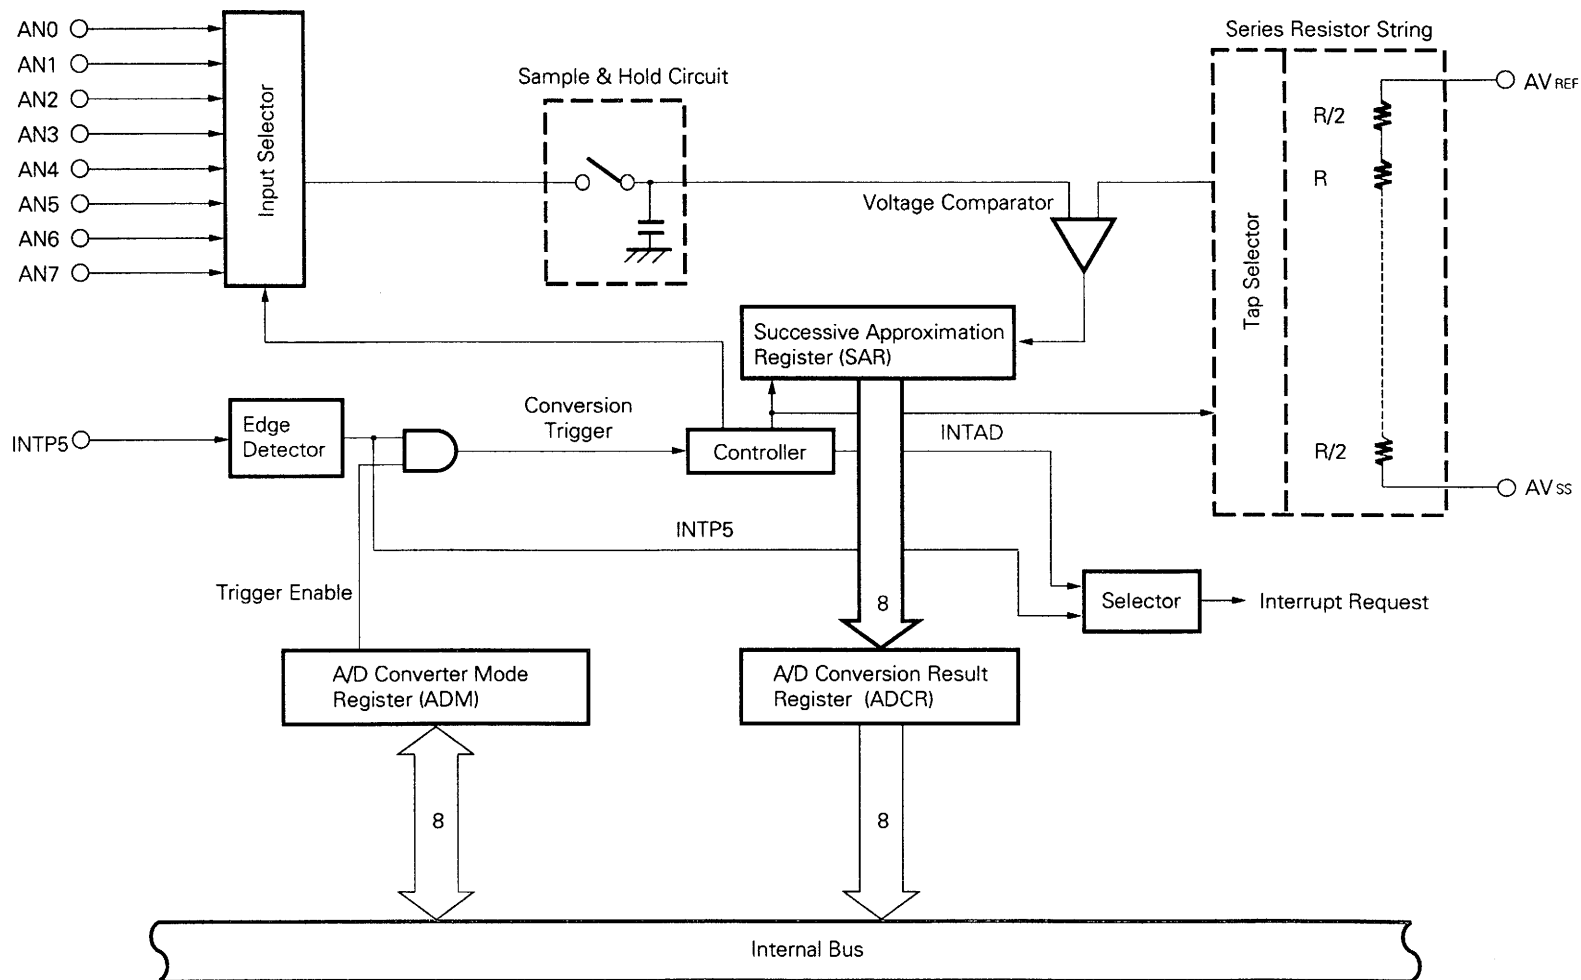 Series Resistor String
AN0
AN1
AN2
AN3
AN4
AN5
AN6
AN7
Input Selector
Sample & Hold Circuit
Voltage Comparator
Tap Selector
R/2
R
R/2
AVREF
AVSS
Successive Approximation
Register (SAR)
INTP5
Edge
Detector
Conversion
Trigger
Controller
INTAD
INTP5
Trigger Enable
8
Selector
Interrupt Request
A/D Converter Mode
Register (ADM)
A/D Conversion Result
Register (ADCR)
8
8
Internal Bus